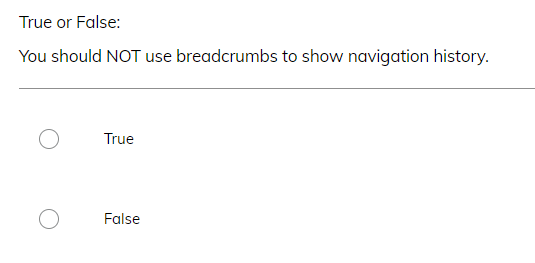 True or False:
You should NOT use breadcrumbs to show navigation history.
True
False